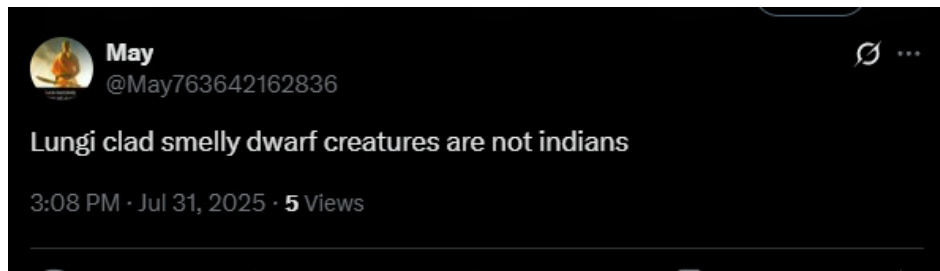 May
@May763642162836
Lungi clad smelly dwarf creatures are not indians
3:08 PM · Jul 31, 2025 · 5 Views